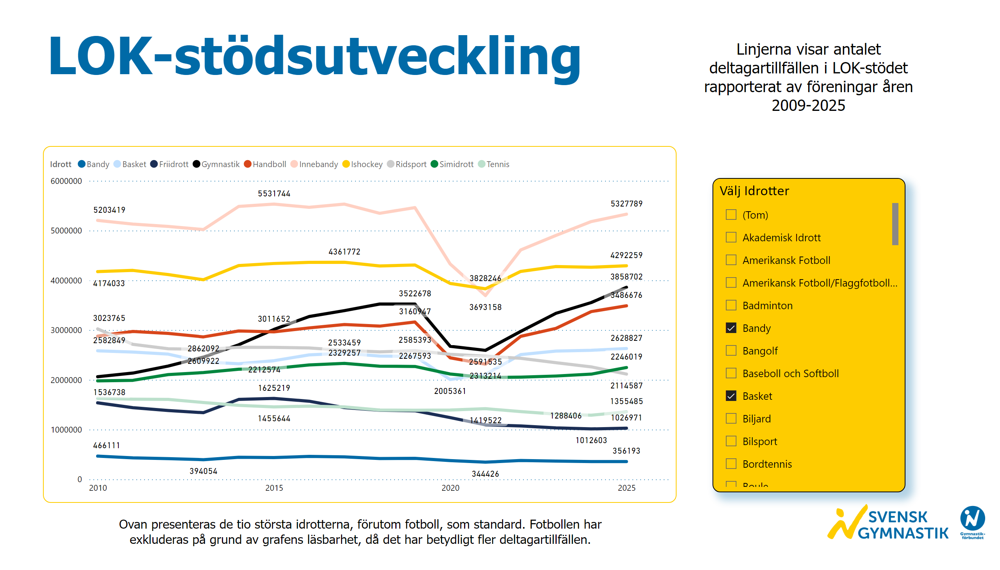 LOK-stödsutveckling
Linjerna visar antalet
deltagartillfällen i LOK-stödet
rapporterat av föreningar åren
2009-2025
Idrott Bandy Basket Friidrott Gymnastik Handboll Innebandy Ishockey Ridsport Simidrott Tennis
6000000
5531744
5203419
5327789
5000000
4361772
4292259
3828246
3858702
4000000
4174033
3522678
3486676
3693158
3160947
3023765
3011652
3000000
2582849
2862092
2533459
2585393
2628827
2329257
2267593
2246019
2609922
2591535
2212574
2313214
2000000
2114587
1536738
1625219
2005361
1355485
1455644
1419522
1288406
1026971
1000000
1012603
466111
356193
394054
344426
0
2010 2015 2020 2025
Välj Idrotter
(Tom)
Akademisk Idrott
Amerikansk Fotboll
Amerikansk Fotboll/Flaggfotboll...
Badminton
Bandy
Bangolf
Baseboll och Softboll
Basket
Biljard
Bilsport
Bordtennis
Boule
Ovan presenteras de tio största idrotterna, förutom fotboll, som standard. Fotbollen har
exkluderas på grund av grafens läsbarhet, då det har betydligt fler deltagartillfällen.
SVENSK
GYMNASTIK
Gymnastik-
förbundet